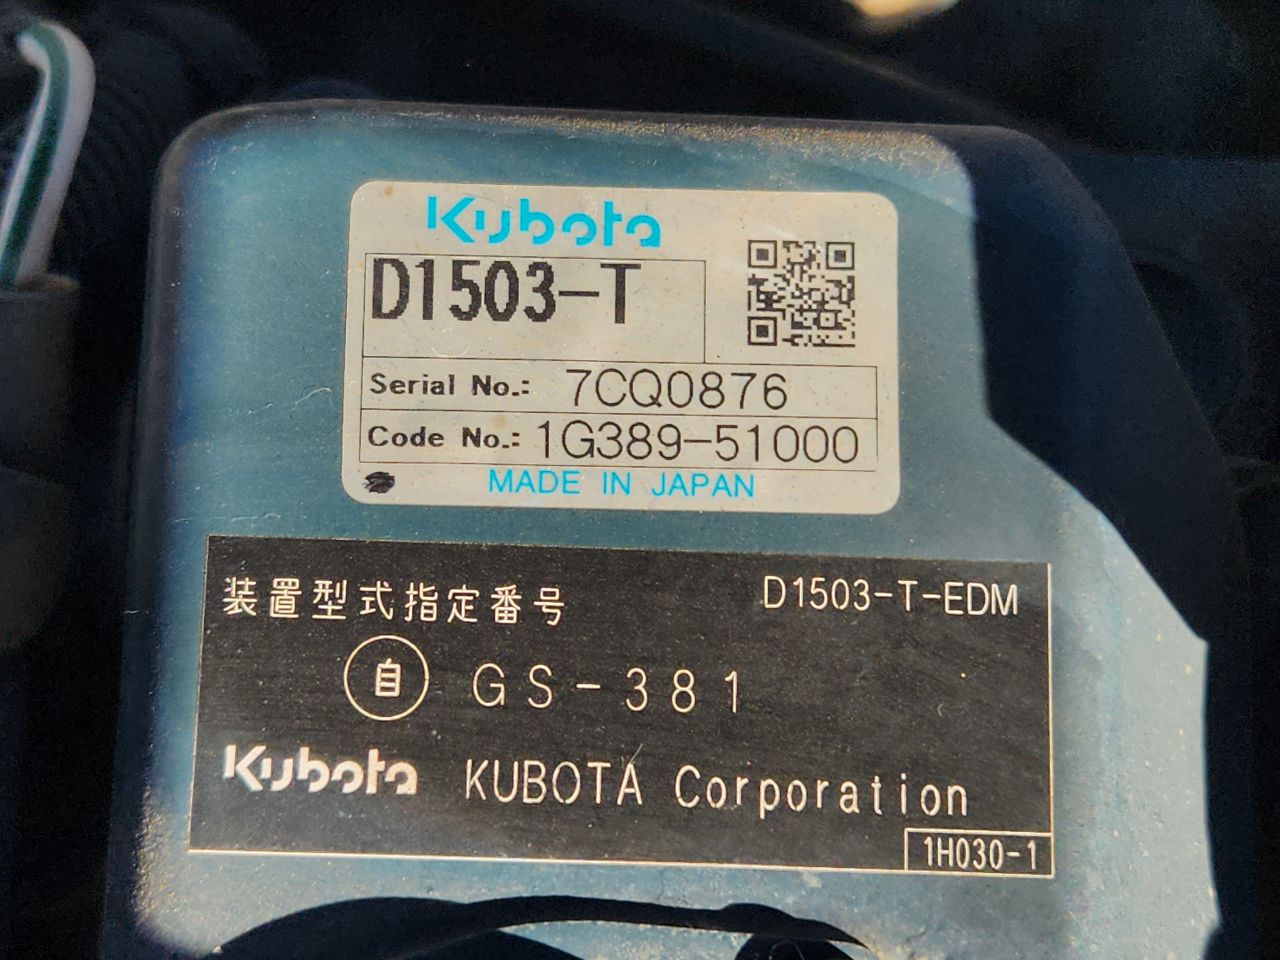 Kubota
D1503-T
Serial No.: 7CQ0876
Code No.: 1G389-51000
MADE IN JAPAN
装置型式指定番号 D1503-T-EDM
自 GS-381
Kubota KUBOTA Corporation
1H030-1